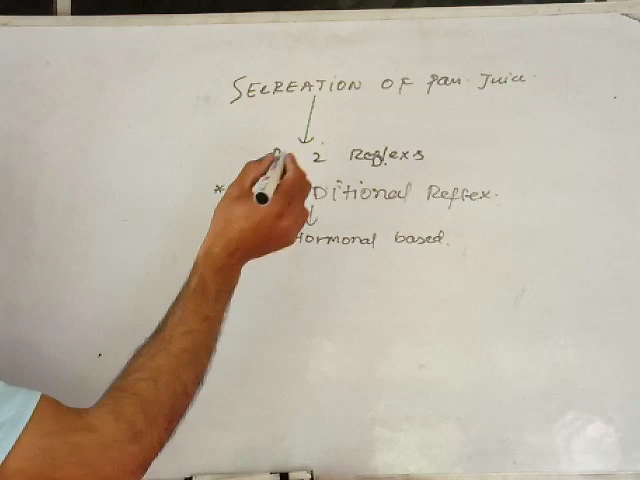 SECREATION OF pan. Juice.
2 Reflexs
* Ditional Reflex.
Hormonal based.